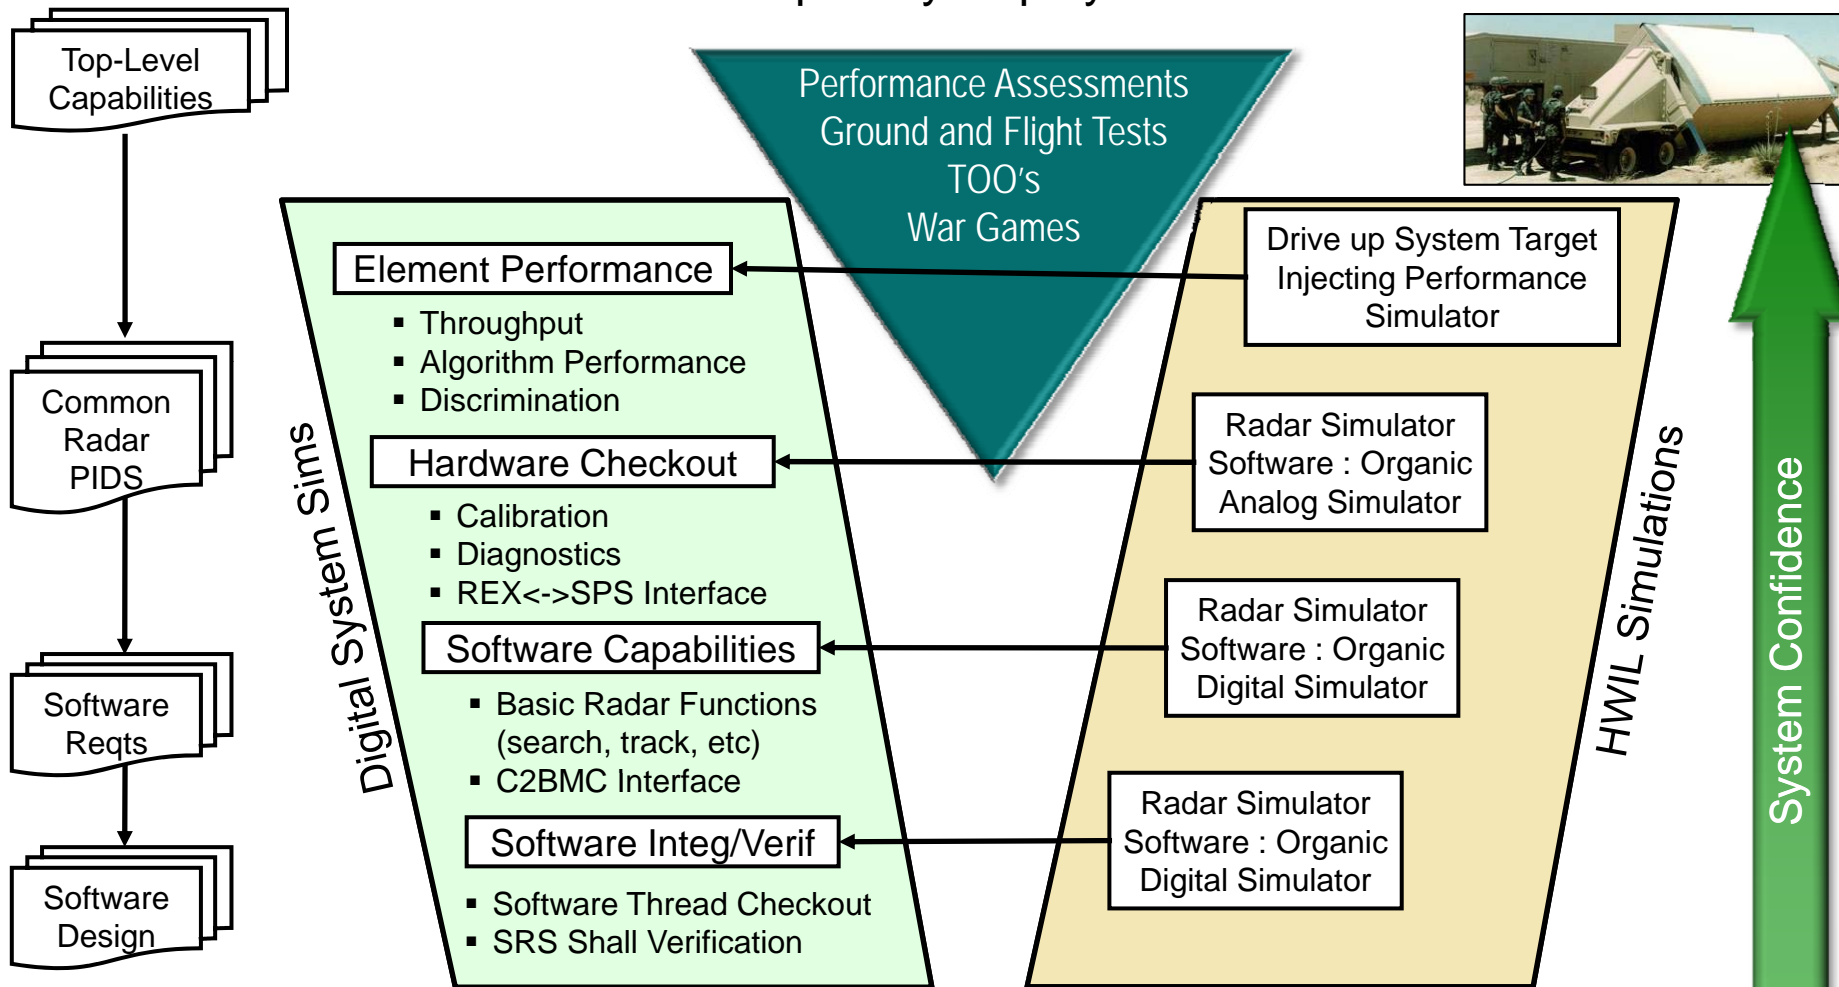 Top-Level
Capabilities
Common
Radar
PIDS
Software
Reqts
Software
Design
Performance Assessments
Ground and Flight Tests
TOO's
War Games
Digital System Sims
Element Performance
▪ Throughput
▪ Algorithm Performance
▪ Discrimination
Hardware Checkout
▪ Calibration
▪ Diagnostics
▪ REX<->SPS Interface
Software Capabilities
▪ Basic Radar Functions
(search, track, etc)
▪ C2BMC Interface
Software Integ/Verif
▪ Software Thread Checkout
▪ SRS Shall Verification
Drive up System Target
Injecting Performance
Simulator
Radar Simulator
Software : Organic
Analog Simulator
Radar Simulator
Software : Organic
Digital Simulator
Radar Simulator
Software : Organic
Digital Simulator
HWIL Simulations
System Confidence